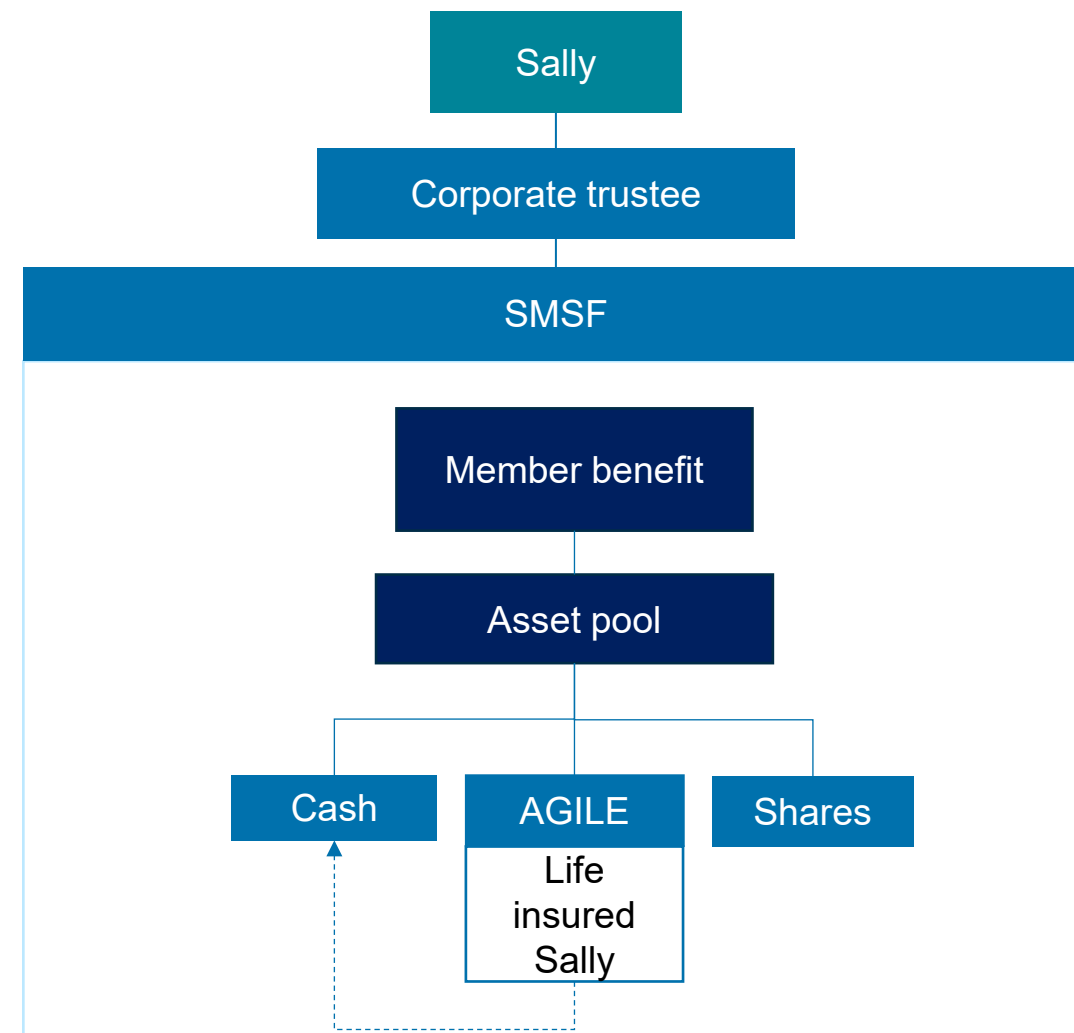 Sally
Corporate trustee
SMSF
Member benefit
Asset pool
Cash
AGILE
Shares
Life
insured
Sally